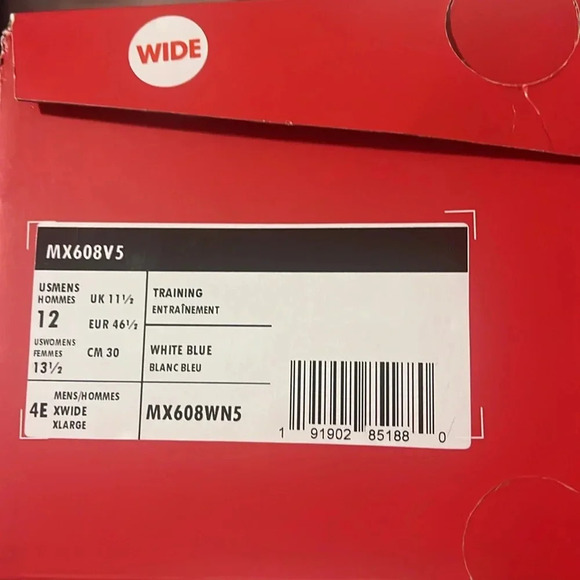 WIDE
MX608V5
USMENS
HOMMES
12
UK 11½
EUR 46½
CM 30
USWOMENS
FEMMES
13½
TRAINING
ENTRAÎNEMENT
WHITE BLUE
BLANC BLEU
4E
MENS/HOMMES
XWIDE
XLARGE
MX608WN5
1 91902 85188 0